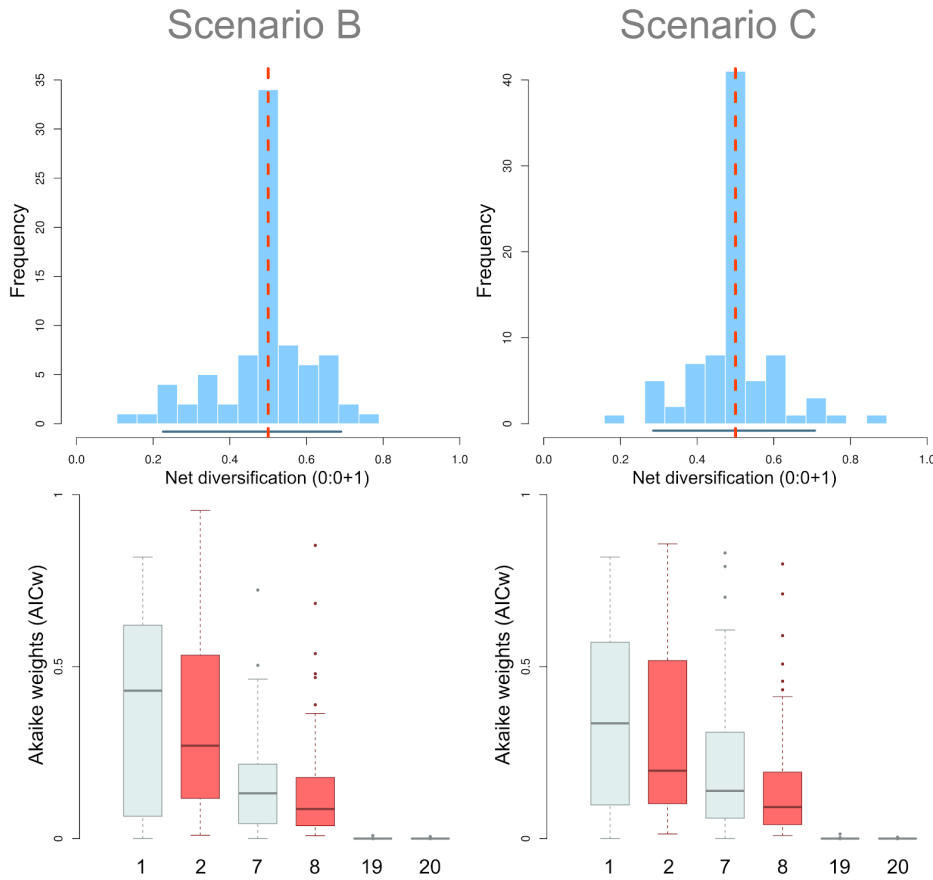 Scenario B
Scenario C
Frequency
35
30
25
20
15
10
5
0
0.0 0.2 0.4 0.6 0.8 1.0
Net diversification (0:0+1)
Frequency
40
30
20
10
0
0.0 0.2 0.4 0.6 0.8 1.0
Net diversification (0:0+1)
Akaike weights (AICw)
1
0.5
0
1 2 7 8 19 20
Akaike weights (AICw)
1
0.5
0
1 2 7 8 19 20